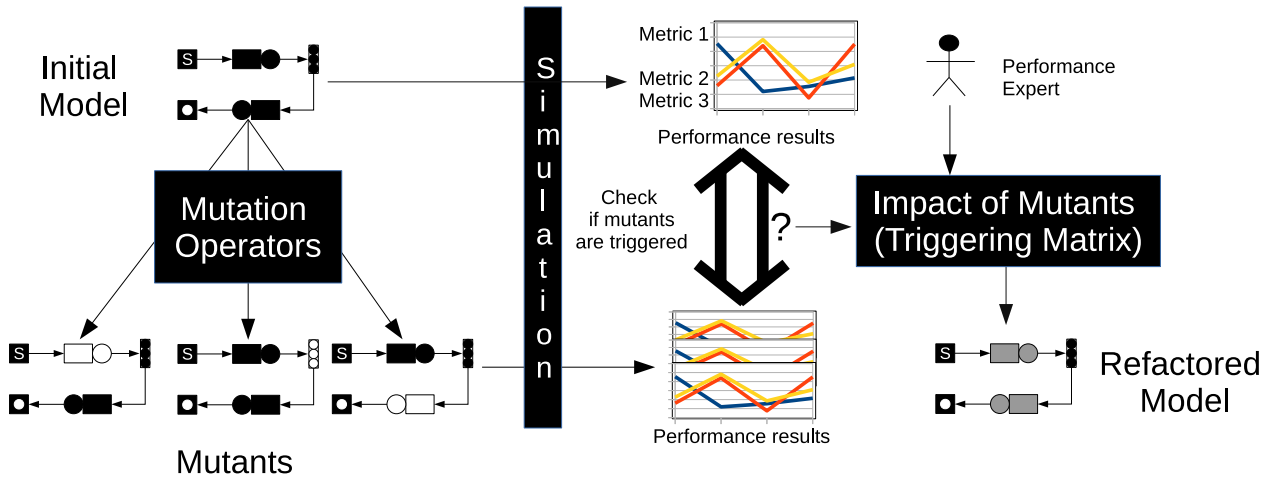 Initial
Model
S
Mutation
Operators
S
S
S
Mutants
Simulation
Metric 1
Metric 2
Metric 3
Performance results
Check
if mutants
are triggered
?
Performance results
Performance
Expert
Impact of Mutants
(Triggering Matrix)
S
Refactored
Model